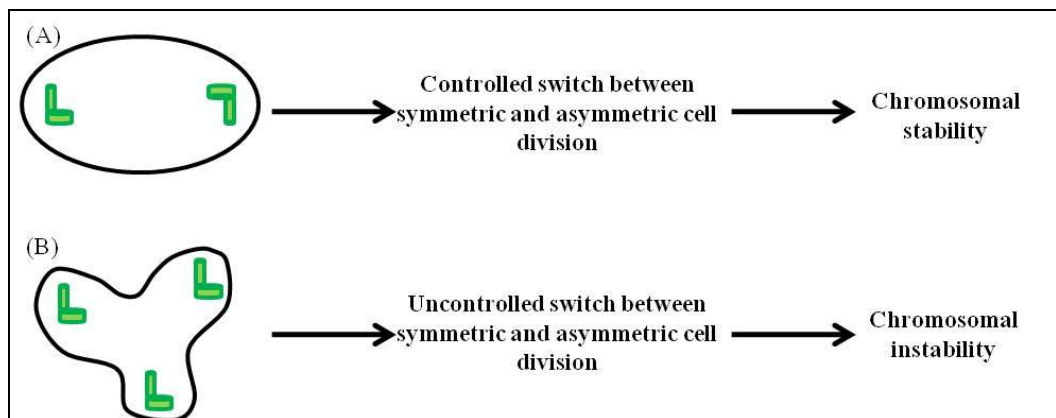 (A)
Controlled switch between
symmetric and asymmetric cell
division
Chromosomal
stability
(B)
Uncontrolled switch between
symmetric and asymmetric cell
division
Chromosomal
instability